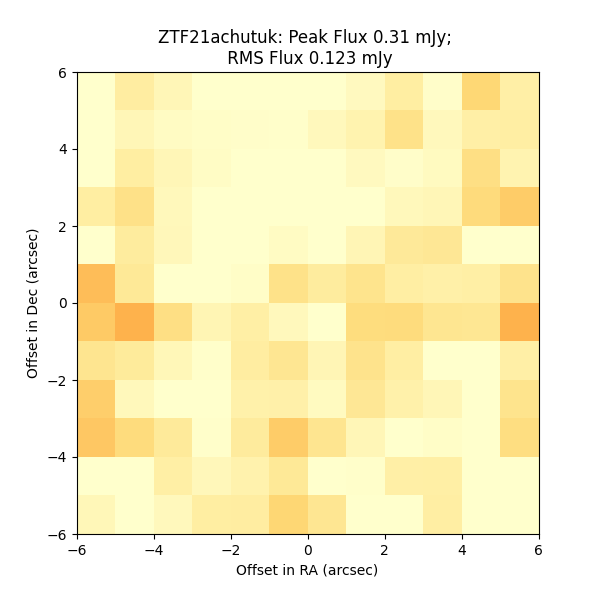 ZTF21achutuk: Peak Flux 0.31 mJy;
RMS Flux 0.123 mJy
6
4
2
0
−2
−4
−6
Offset in Dec (arcsec)
−6 −4 −2 0 2 4 6
Offset in RA (arcsec)